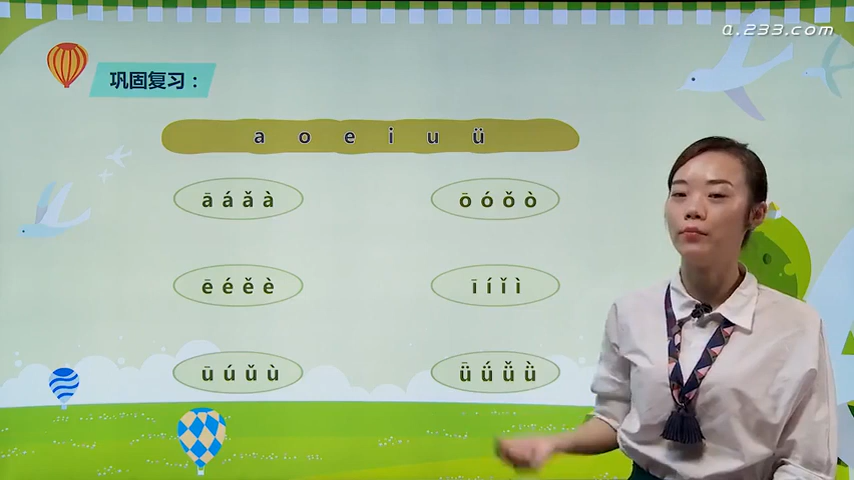 a.233.com
巩固复习：
a o e i u ü
ā á ǎ à
ō ó ǒ ò
ē é ě è
ī í ǐ ì
ū ú ǔ ù
ǖ ǘ ǚ ǜ